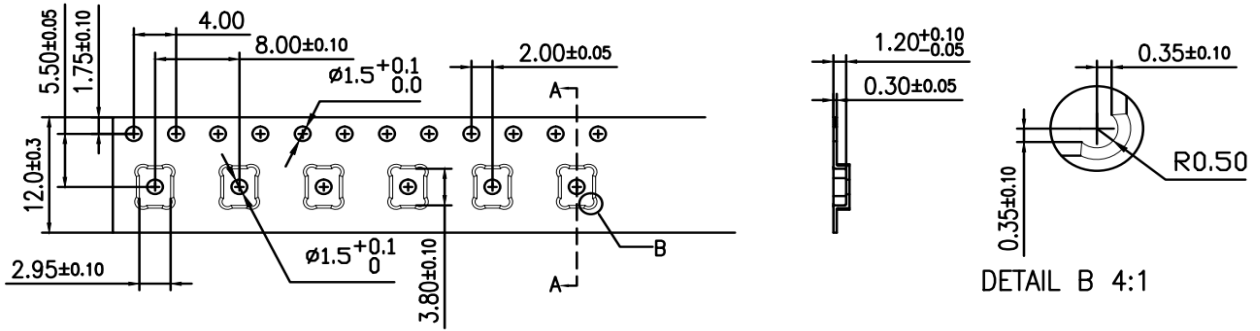 4.00
8.00±0.10
5.50±0.05
1.75±0.10
ø1.5+0.1 0.0
2.00±0.05
A
12.0±0.3
2.95±0.10
ø1.5+0.1 0
3.80±0.10
B
A
1.20+0.10 -0.05
0.30±0.05
0.35±0.10
0.35±0.10
R0.50
DETAIL B 4:1